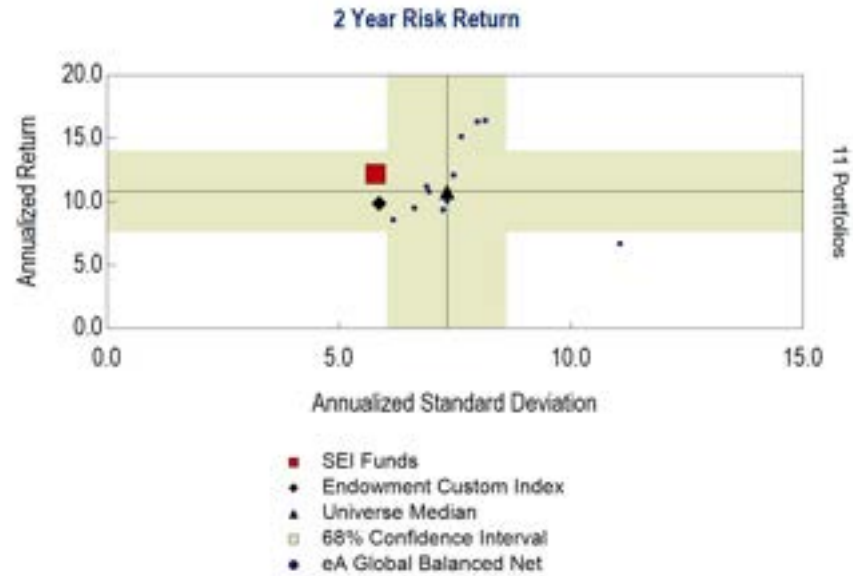 2 Year Risk Return
20.0
15.0
10.0
5.0
0.0
Annualized Return
11 Portfolios
0.0 5.0 10.0 15.0
Annualized Standard Deviation
SEI Funds
Endowment Custom Index
Universe Median
68% Confidence Interval
eA Global Balanced Net